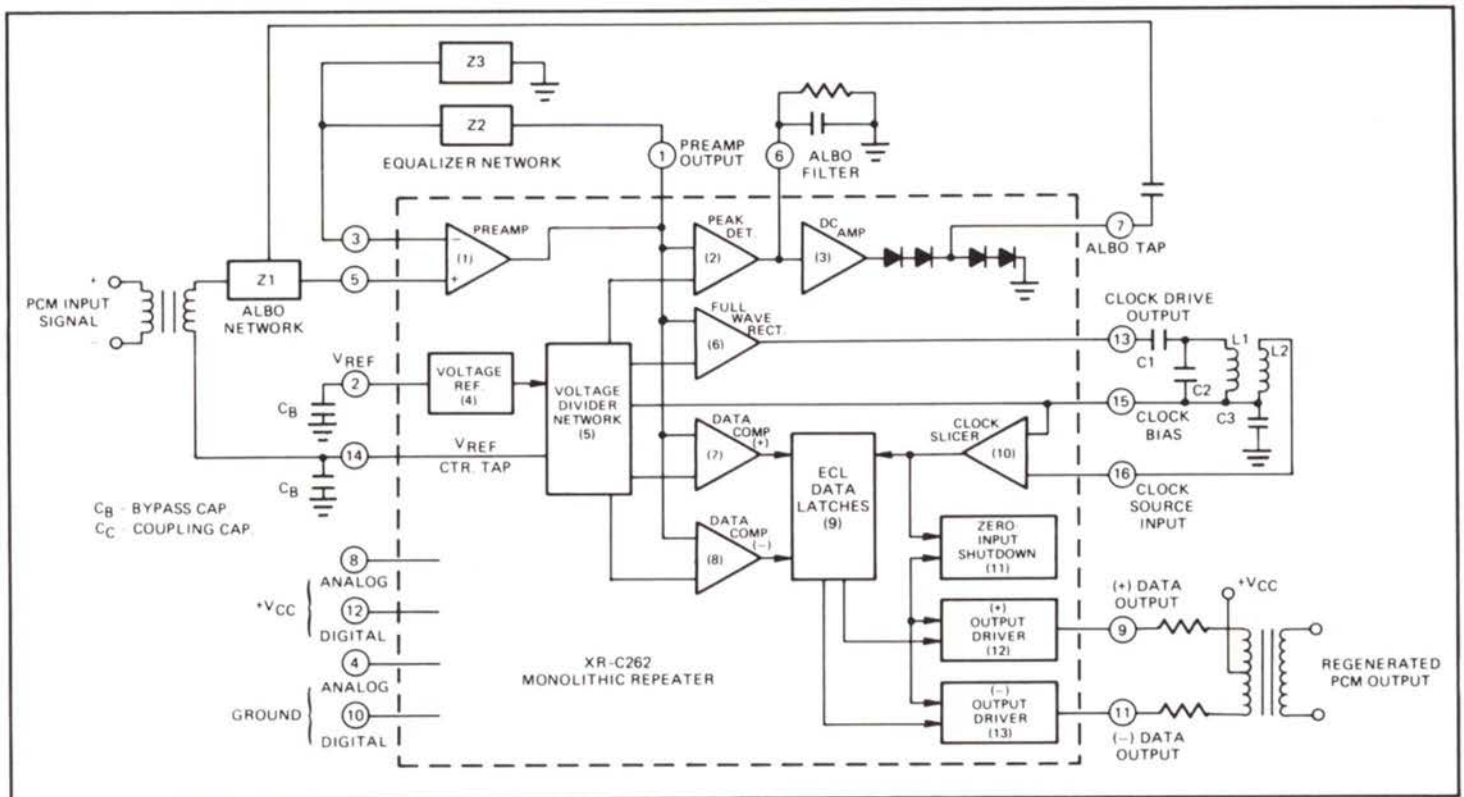 Z3
Z2
EQUALIZER NETWORK
1
PREAMP
OUTPUT
6
ALBO
FILTER
7
ALBO TAP
3
-
PREAMP
(1)
+
5
+
PCM INPUT
SIGNAL
-
Z1
ALBO
NETWORK
PEAK
DET.
(2)
DC
AMP
(3)
FULL
WAVE
RECT.
(6)
CLOCK DRIVE
OUTPUT
13
C1
C2
L1
L2
C3
15
CLOCK
BIAS
16
CLOCK
SOURCE
INPUT
VREF
2
CB
VOLTAGE
REF.
(4)
VOLTAGE
DIVIDER
NETWORK
(5)
14
VREF
CTR. TAP
CB
DATA
COMP
(+)
(7)
DATA
COMP
(-)
(8)
ECL
DATA
LATCHES
(9)
CLOCK
SLICER
(10)
ZERO-
INPUT
SHUTDOWN
(11)
(+)
OUTPUT
DRIVER
(12)
(-)
OUTPUT
DRIVER
(13)
CB - BYPASS CAP.
CC - COUPLING CAP.
8
ANALOG
+VCC
12
DIGITAL
4
ANALOG
GROUND
10
DIGITAL
XR-C262
MONOLITHIC REPEATER
(+) DATA
OUTPUT
9
+VCC
REGENERATED
PCM OUTPUT
11
(-) DATA
OUTPUT